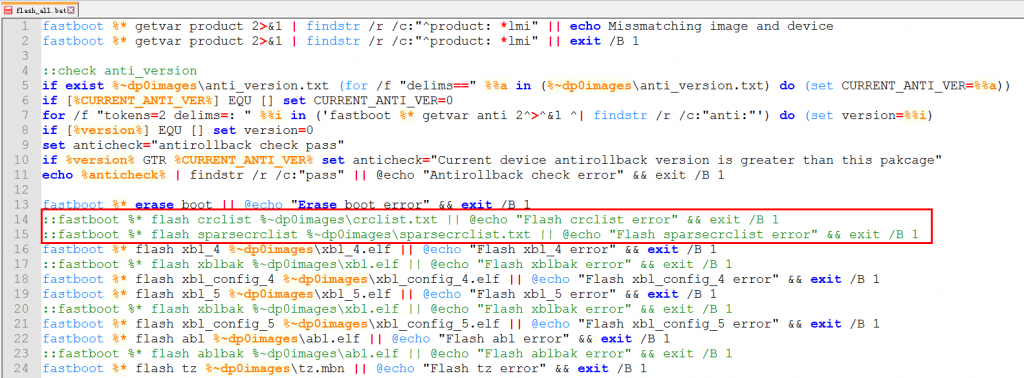 flash_all.bat
1 fastboot %* getvar product 2>&1 | findstr /r /c:"^product: *lmi" || echo Missmatching image and device
2 fastboot %* getvar product 2>&1 | findstr /r /c:"^product: *lmi" || exit /B 1
3
4 ::check anti_version
5 if exist %~dp0images\anti_version.txt (for /f "delims==" %%a in (%~dp0images\anti_version.txt) do (set CURRENT_ANTI_VER=%%a))
6 if [%CURRENT_ANTI_VER%] EQU [] set CURRENT_ANTI_VER=0
7 for /f "tokens=2 delims=: " %%i in ('fastboot %* getvar anti 2^>^&1 ^| findstr /r /c:"anti:"') do (set version=%%i)
8 if [%version%] EQU [] set version=0
9 set anticheck="antirollback check pass"
10 if %version% GTR %CURRENT_ANTI_VER% set anticheck="Current device antirollback version is greater than this pakcage"
11 echo %anticheck% | findstr /r /c:"pass" || @echo "Antirollback check error" && exit /B 1
12
13 fastboot %* erase boot || @echo "Erase boot error" && exit /B 1
14 ::fastboot %* flash crclist %~dp0images\crclist.txt || @echo "Flash crclist error" && exit /B 1
15 ::fastboot %* flash sparsecrclist %~dp0images\sparsecrclist.txt || @echo "Flash sparsecrclist error" && exit /B 1
16 fastboot %* flash xbl_4 %~dp0images\xbl_4.elf || @echo "Flash xbl_4 error" && exit /B 1
17 ::fastboot %* flash xblbak %~dp0images\xbl.elf || @echo "Flash xblbak error" && exit /B 1
18 fastboot %* flash xbl_config_4 %~dp0images\xbl_config_4.elf || @echo "Flash xbl_config_4 error" && exit /B 1
19 fastboot %* flash xbl_5 %~dp0images\xbl_5.elf || @echo "Flash xbl_5 error" && exit /B 1
20 ::fastboot %* flash xblbak %~dp0images\xbl.elf || @echo "Flash xblbak error" && exit /B 1
21 fastboot %* flash xbl_config_5 %~dp0images\xbl_config_5.elf || @echo "Flash xbl_config_5 error" && exit /B 1
22 fastboot %* flash abl %~dp0images\abl.elf || @echo "Flash abl error" && exit /B 1
23 ::fastboot %* flash ablbak %~dp0images\abl.elf || @echo "Flash ablbak error" && exit /B 1
24 fastboot %* flash tz %~dp0images\tz.mbn || @echo "Flash tz error" && exit /B 1